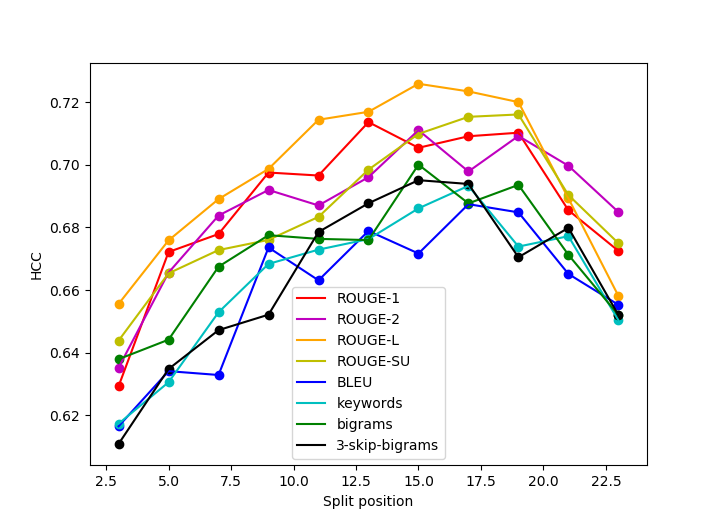 HCC
0.72
0.70
0.68
0.66
0.64
0.62
ROUGE-1
ROUGE-2
ROUGE-L
ROUGE-SU
BLEU
keywords
bigrams
3-skip-bigrams
2.5 5.0 7.5 10.0 12.5 15.0 17.5 20.0 22.5
Split position